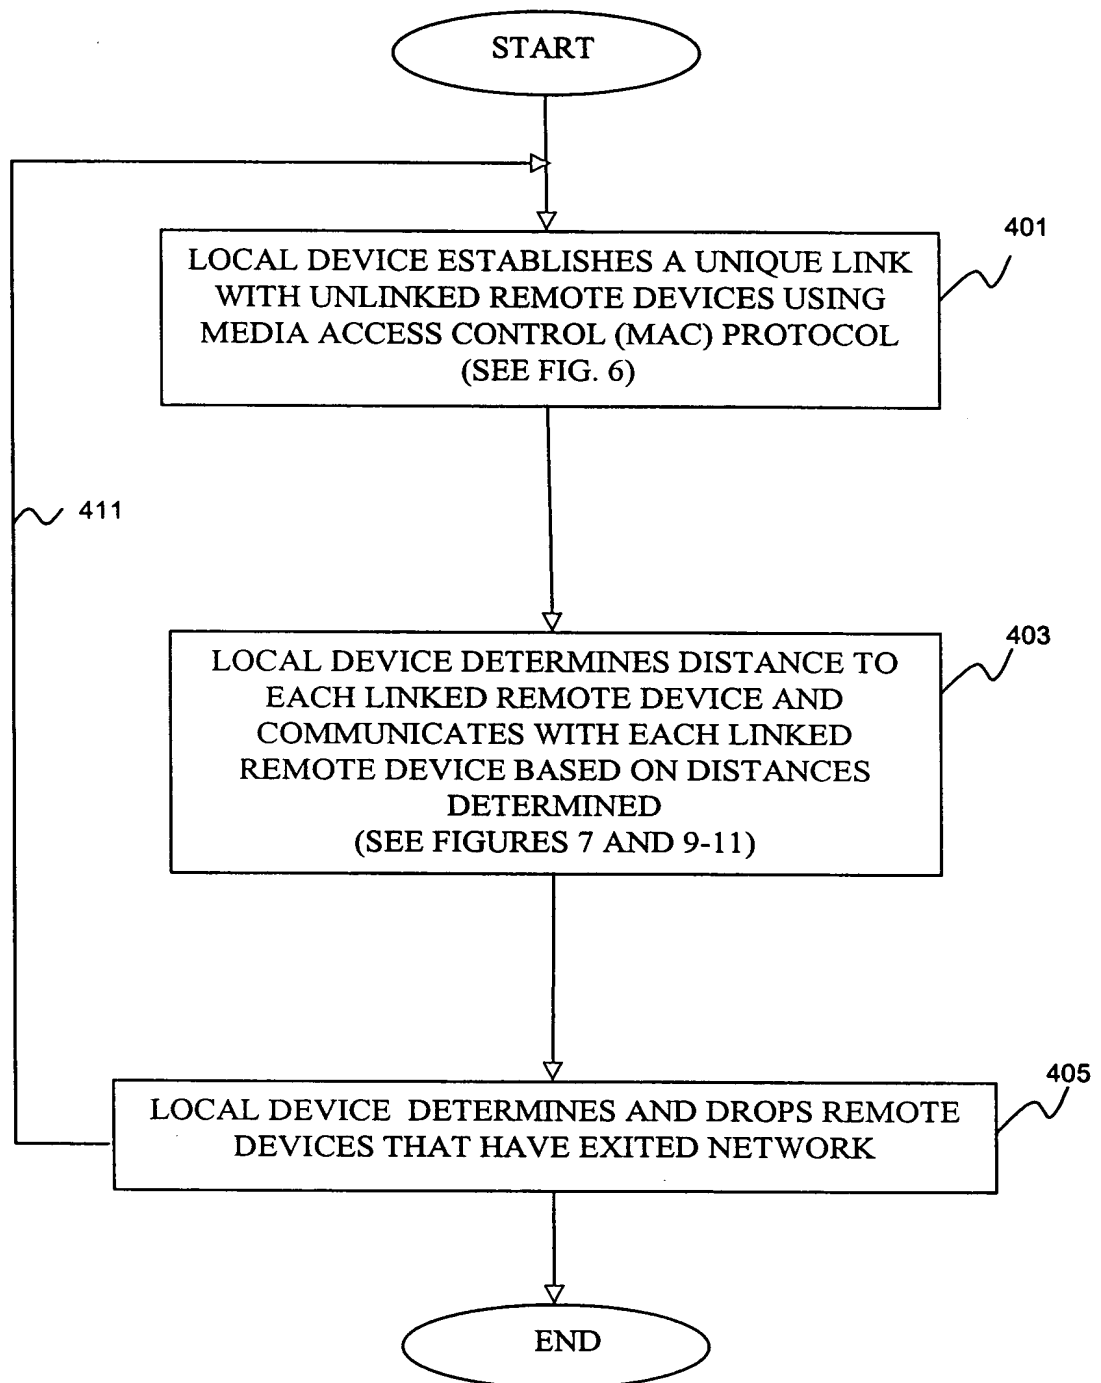 START
401
LOCAL DEVICE ESTABLISHES A UNIQUE LINK
WITH UNLINKED REMOTE DEVICES USING
MEDIA ACCESS CONTROL (MAC) PROTOCOL
(SEE FIG. 6)
411
403
LOCAL DEVICE DETERMINES DISTANCE TO
EACH LINKED REMOTE DEVICE AND
COMMUNICATES WITH EACH LINKED
REMOTE DEVICE BASED ON DISTANCES
DETERMINED
(SEE FIGURES 7 AND 9-11)
405
LOCAL DEVICE DETERMINES AND DROPS REMOTE
DEVICES THAT HAVE EXITED NETWORK
END